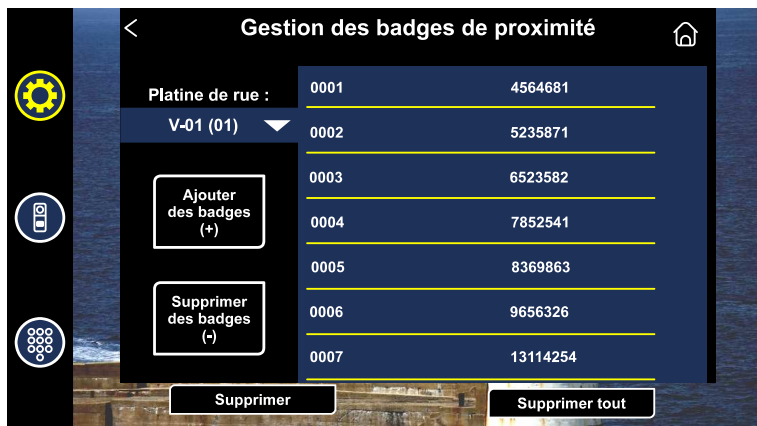 Gestion des badges de proximité
Platine de rue :
V-01 (01)
Ajouter
des badges
(+)
Supprimer
des badges
(-)
0001 4564681
0002 5235871
0003 6523582
0004 7852541
0005 8369863
0006 9656326
0007 13114254
Supprimer
Supprimer tout